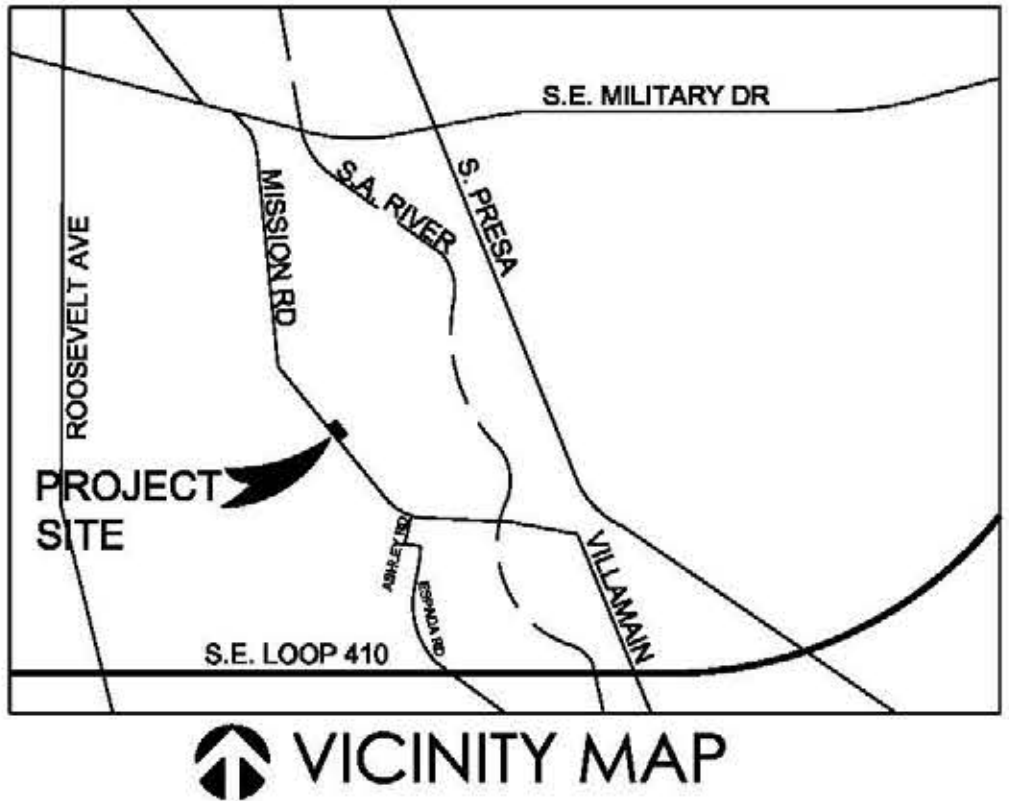 S.E. MILITARY DR
S.A. RIVER
S. PRESA
MISSION RD
ROOSEVELT AVE
PROJECT
SITE
ASHLEY RD
ESPADA RD
VILLAMAIN
S.E. LOOP 410
VICINITY MAP